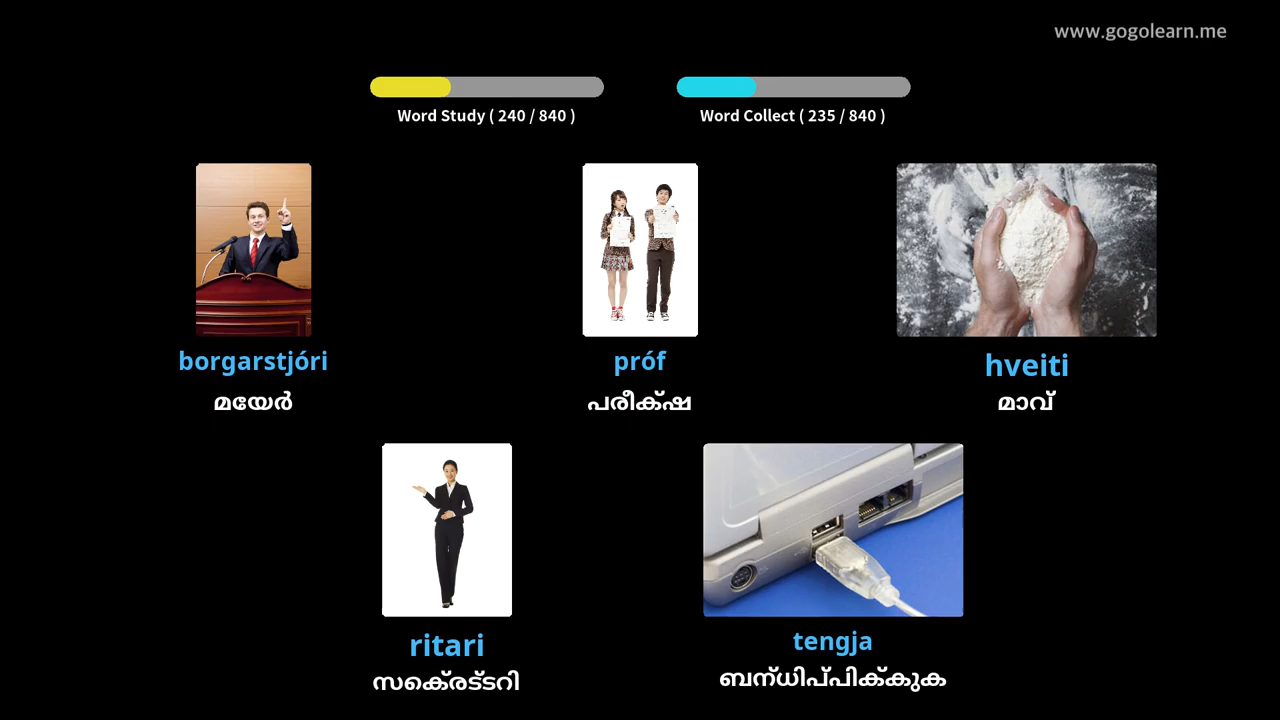 www.gogolearn.me
Word Study ( 240 / 840 )
Word Collect ( 235 / 840 )
borgarstjóri
മയേർ
próf
പരീക്ഷ
hveiti
മാവ്
ritari
സെക്രട്ടറി
tengja
ബന്ധിപ്പിക്കുക